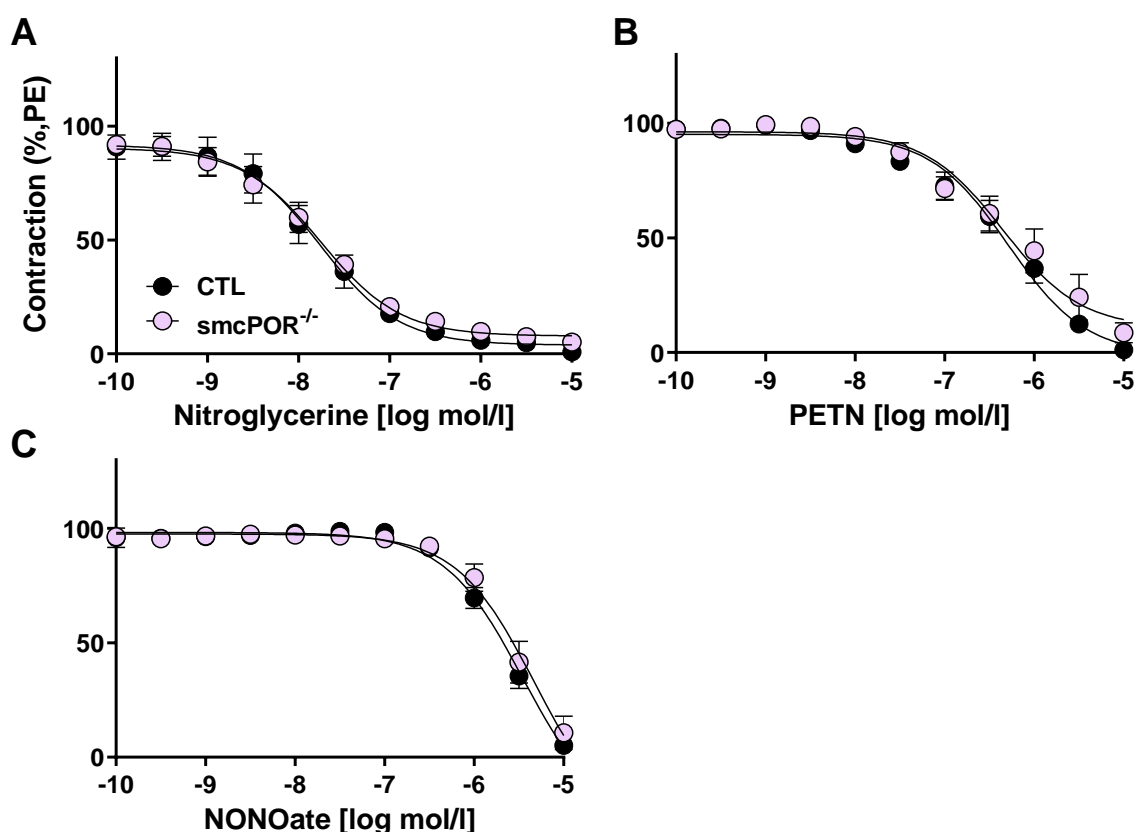 A
Contraction (%,PE)
100
50
0
CTL
smcPOR-/-
-10 -9 -8 -7 -6 -5
Nitroglycerine [log mol/l]
B
100
50
0
-10 -9 -8 -7 -6 -5
PETN [log mol/l]
C
100
50
0
-10 -9 -8 -7 -6 -5
NONOate [log mol/l]